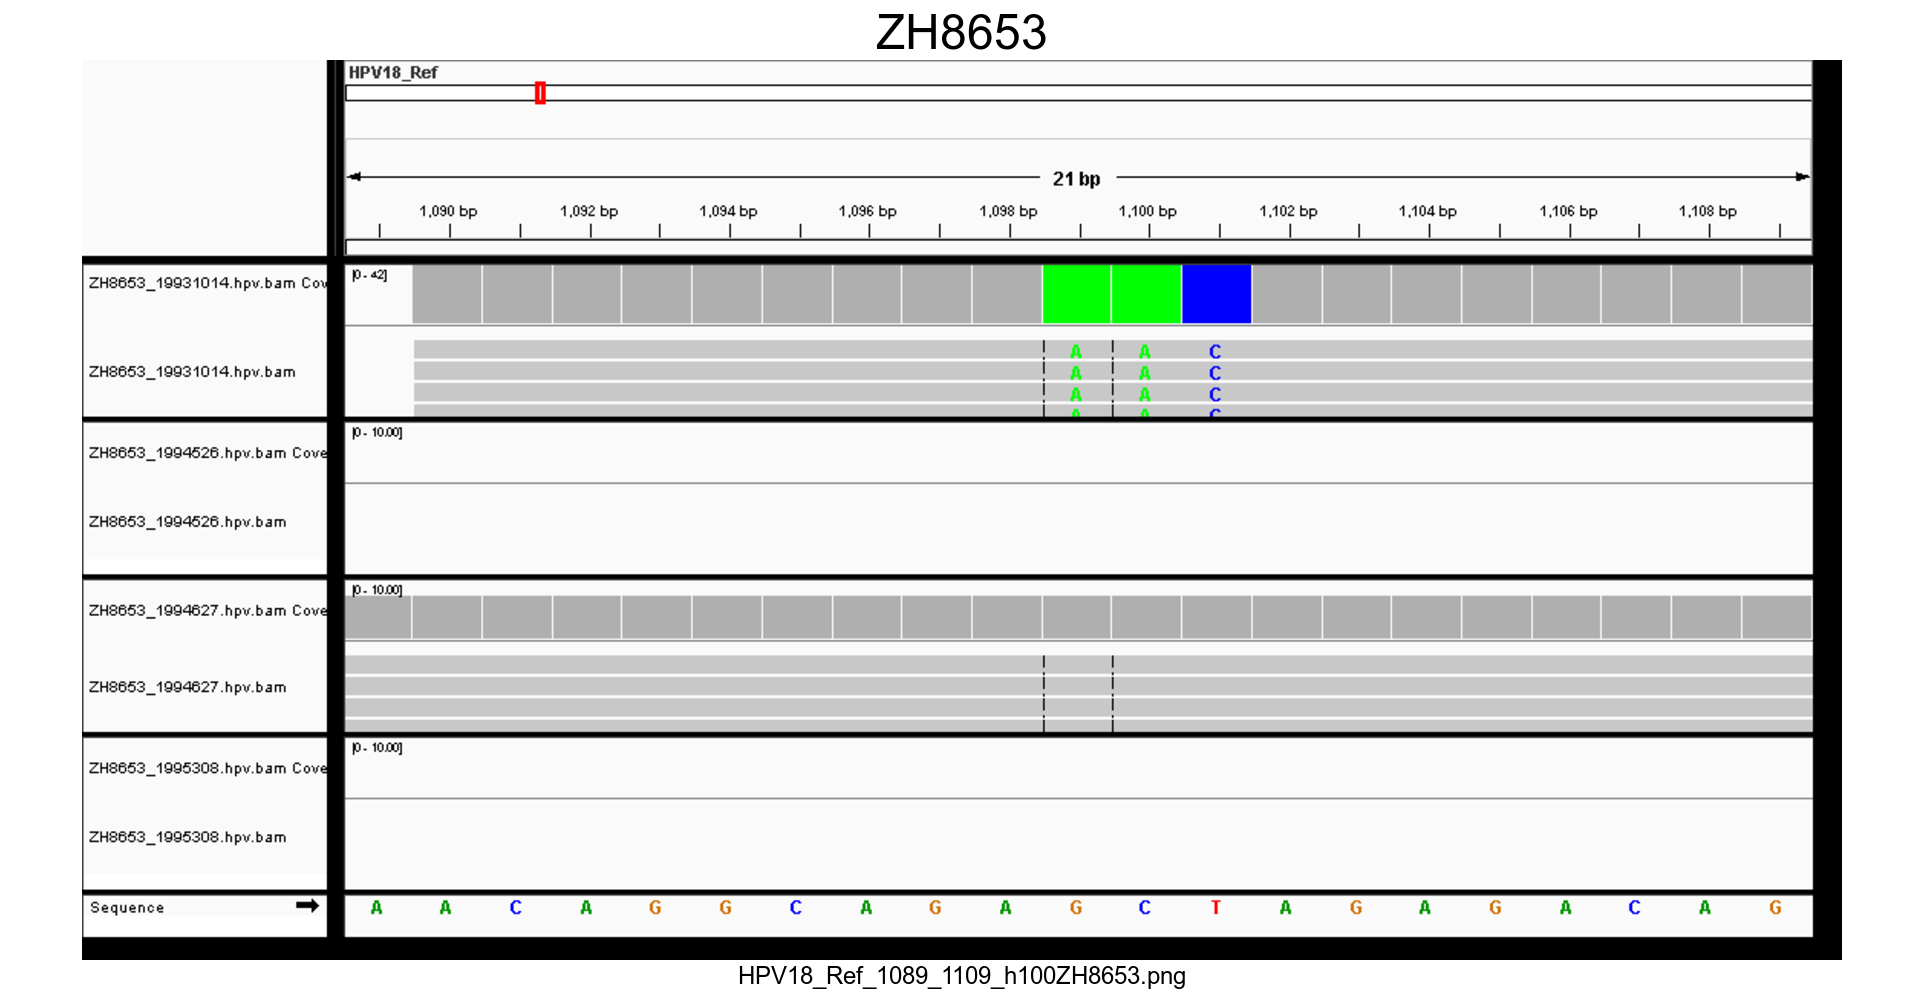 ZH8653
HPV18_Ref
21 bp
1,090 bp 1,092 bp 1,094 bp 1,096 bp 1,098 bp 1,100 bp 1,102 bp 1,104 bp 1,106 bp 1,108 bp
ZH8653_19931014.hpv.bam Cov
[0 - 42]
ZH8653_19931014.hpv.bam
A A C
A A C
A A C
A A C
ZH8653_1994526.hpv.bam Cove
[0 - 10.00]
ZH8653_1994526.hpv.bam
ZH8653_1994627.hpv.bam Cove
[0 - 10.00]
ZH8653_1994627.hpv.bam
ZH8653_1995308.hpv.bam Cove
[0 - 10.00]
ZH8653_1995308.hpv.bam
Sequence A A C A G G C A G A G C T A G A G A C A G
HPV18_Ref_1089_1109_h100ZH8653.png